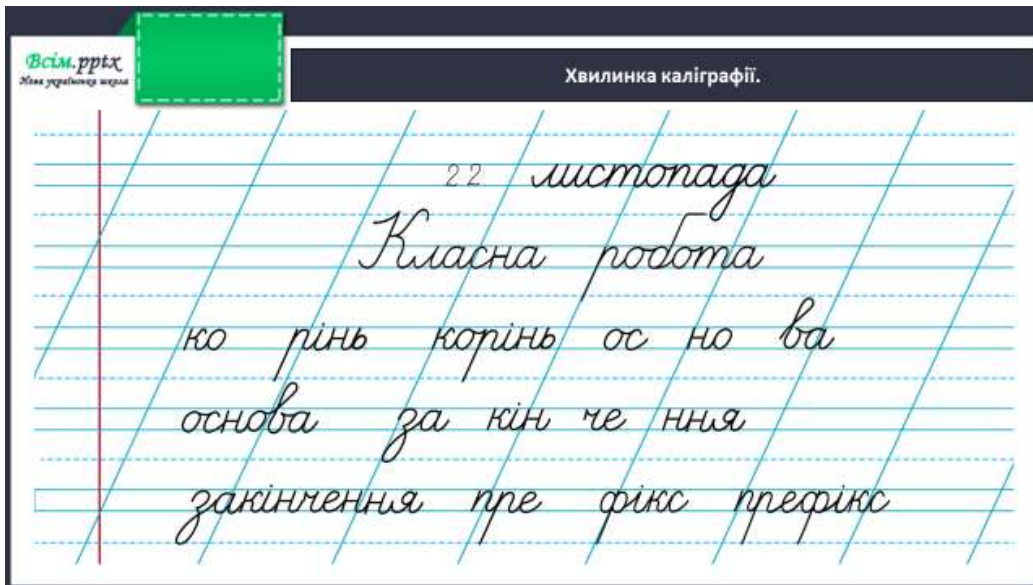 Всім.pptx
Нова українська школа
Хвилинка каліграфії.
22 листопада
Класна робота
ко рінь корінь ос но ва
основа за кін че ння
закінчення пре фікс префікс